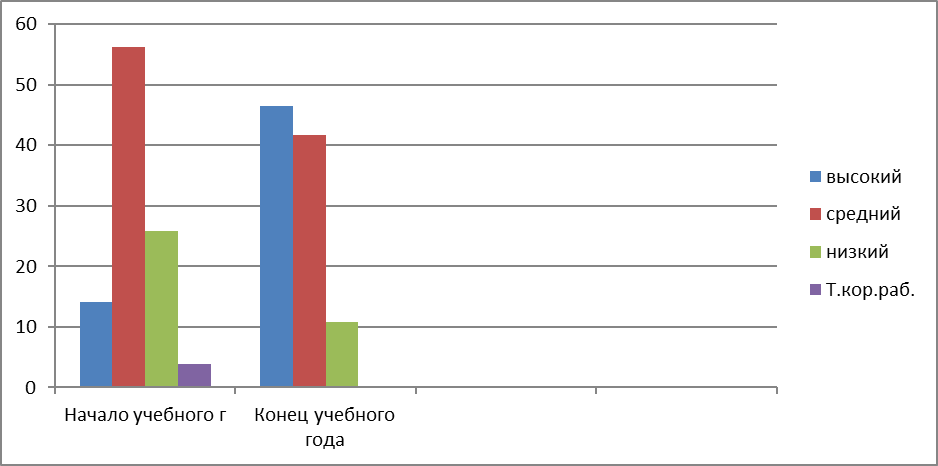 60
50
40
30
20
10
0
Начало учебного г
Конец учебного
года
высокий
средний
низкий
Т.кор.раб.